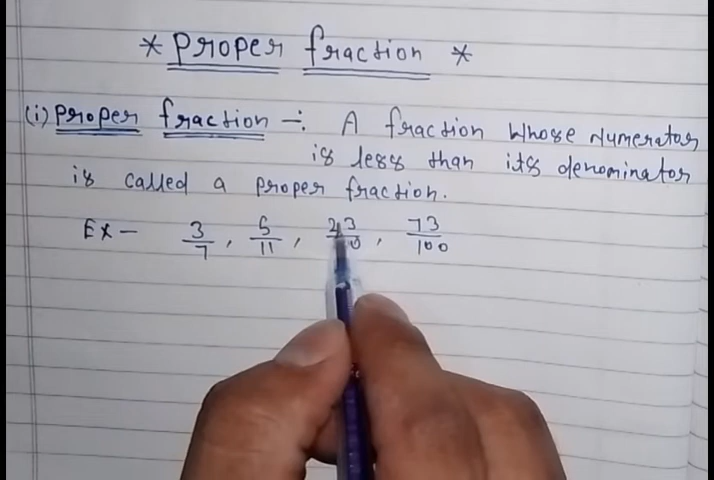 * Proper fraction *
(i) Proper fraction -: A fraction whose Numerator
is less than its denominator
is called a proper fraction.
Ex - 3/7, 5/11, 73/100